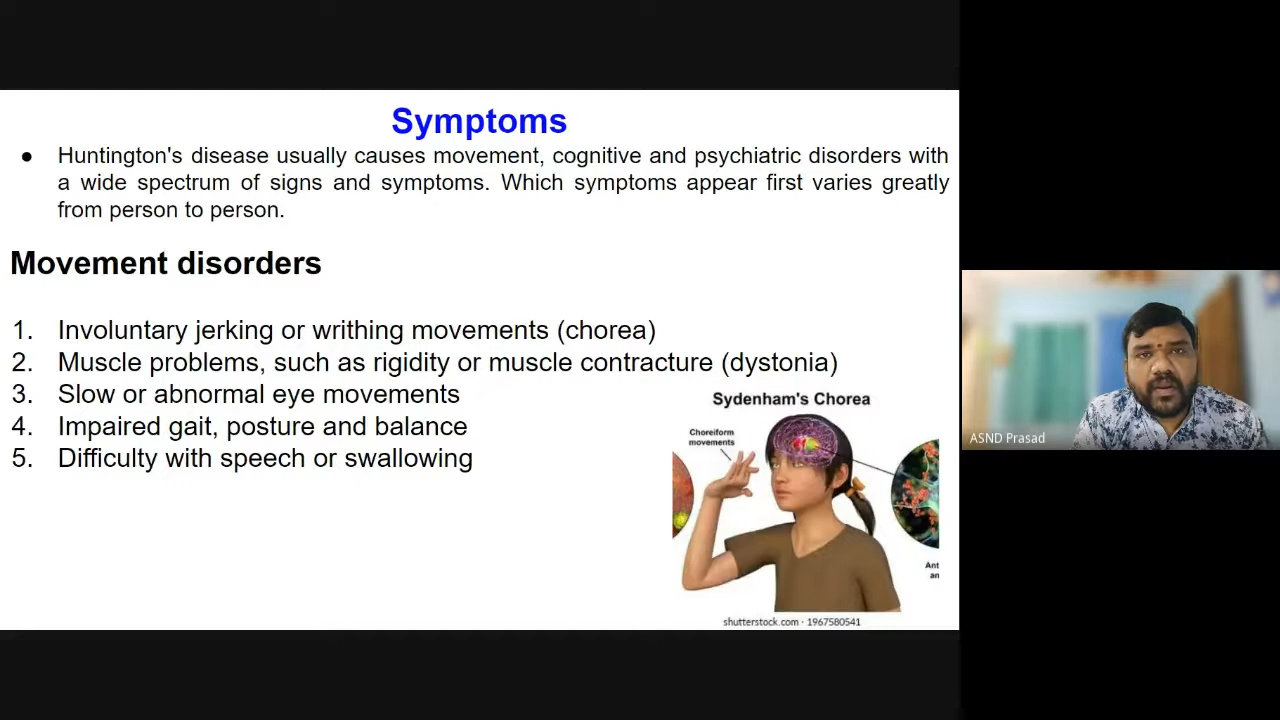 Symptoms
● Huntington's disease usually causes movement, cognitive and psychiatric disorders with
a wide spectrum of signs and symptoms. Which symptoms appear first varies greatly
from person to person.
Movement disorders
1. Involuntary jerking or writhing movements (chorea)
2. Muscle problems, such as rigidity or muscle contracture (dystonia)
3. Slow or abnormal eye movements
4. Impaired gait, posture and balance
5. Difficulty with speech or swallowing
Sydenham's Chorea
Choreiform
movements
Ant
an
shutterstock.com · 1967580541
ASND Prasad